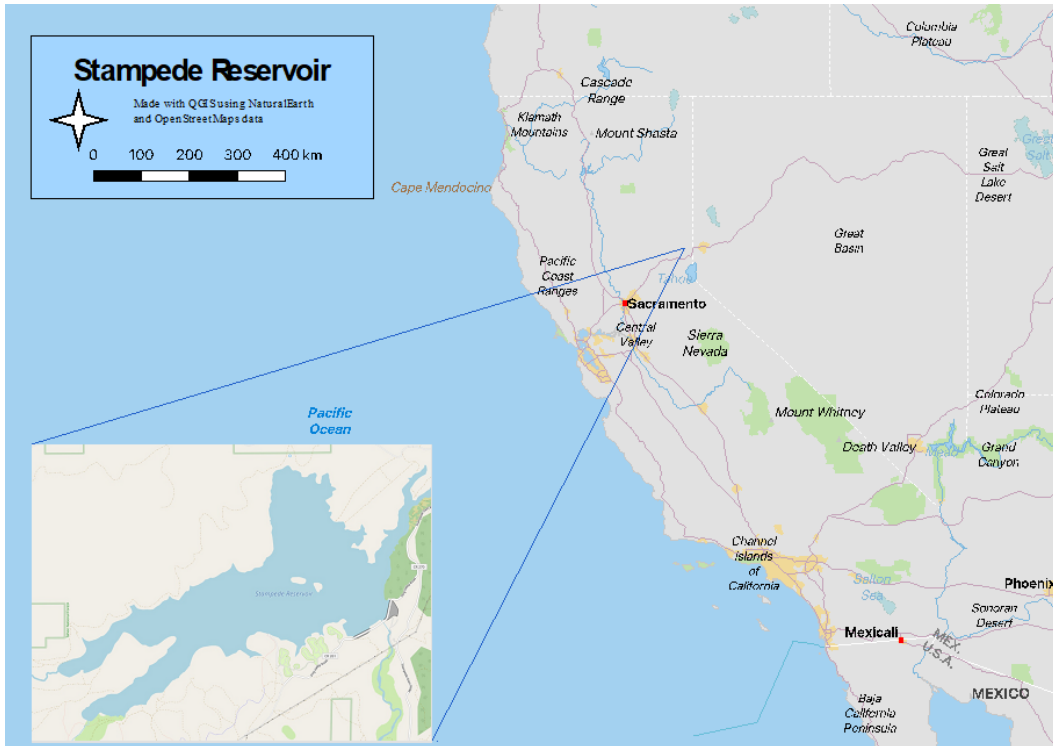 Stampede Reservoir
Made with QGIS using NaturalEarth
and OpenStreetMaps data
0 100 200 300 400 km
Columbia
Plateau
Cascade
Range
Klamath
Mountains
Mount Shasta
Great
Salt
Great
Salt
Lake
Desert
Cape Mendocino
Great
Basin
Pacific
Coast
Ranges
Tahoe
Sacramento
Central
Valley
Sierra
Nevada
Pacific
Ocean
Mount Whitney
Colorado
Plateau
Death Valley
Mead
Grand
Canyon
Channel
Islands
of
California
Salton
Sea
Phoenix
Sonoran
Desert
Mexicali
MEX.
U.S.A.
MEXICO
Baja
California
Peninsula
Stampede Reservoir